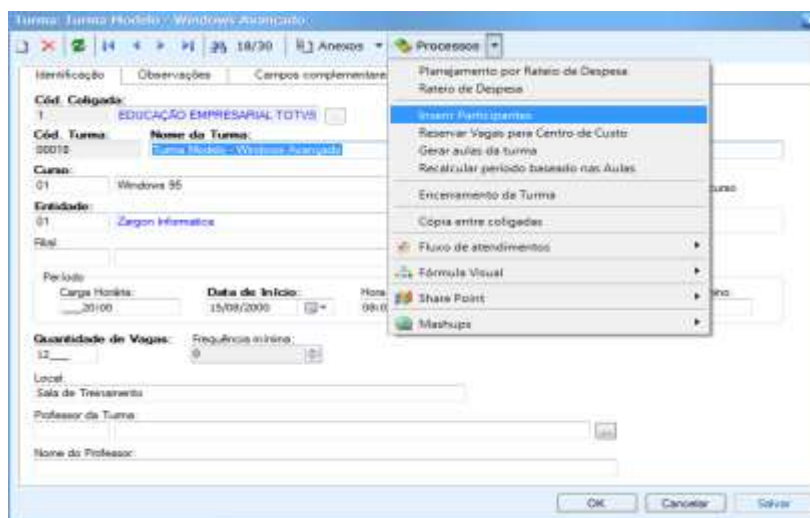 Turma: Turma Modelo - Windows Avançado
18/30 Anexos Processos
Identificação Observações Campos complementare
Planejamento por Rateio de Despesa
Rateio de Despesa
Inserir Participantes
Reservar Vagas para Centro de Custo
Gerar aulas da turma
Recalcular período baseado nas Aulas
Encerramento da Turma
Cópia entre coligadas
Fluxo de atendimentos
Fórmula Visual
Share Point
Mashups
Cód. Coligada:
1 EDUCAÇÃO EMPRESARIAL TOTVS
Cód. Turma: Nome da Turma:
00010 Turma Modelo - Windows Avançado
Curso:
01 Windows 95
Entidade:
01 Zargon Informatica
Filial:
Período
Carga Horária: Data de Início: Hora
20:00 15/08/2000
Quantidade de Vagas: Frequência mínima:
12 0
Local:
Sala de Treinamento
Professor da Turma:
Nome do Professor:
OK Cancelar Salvar